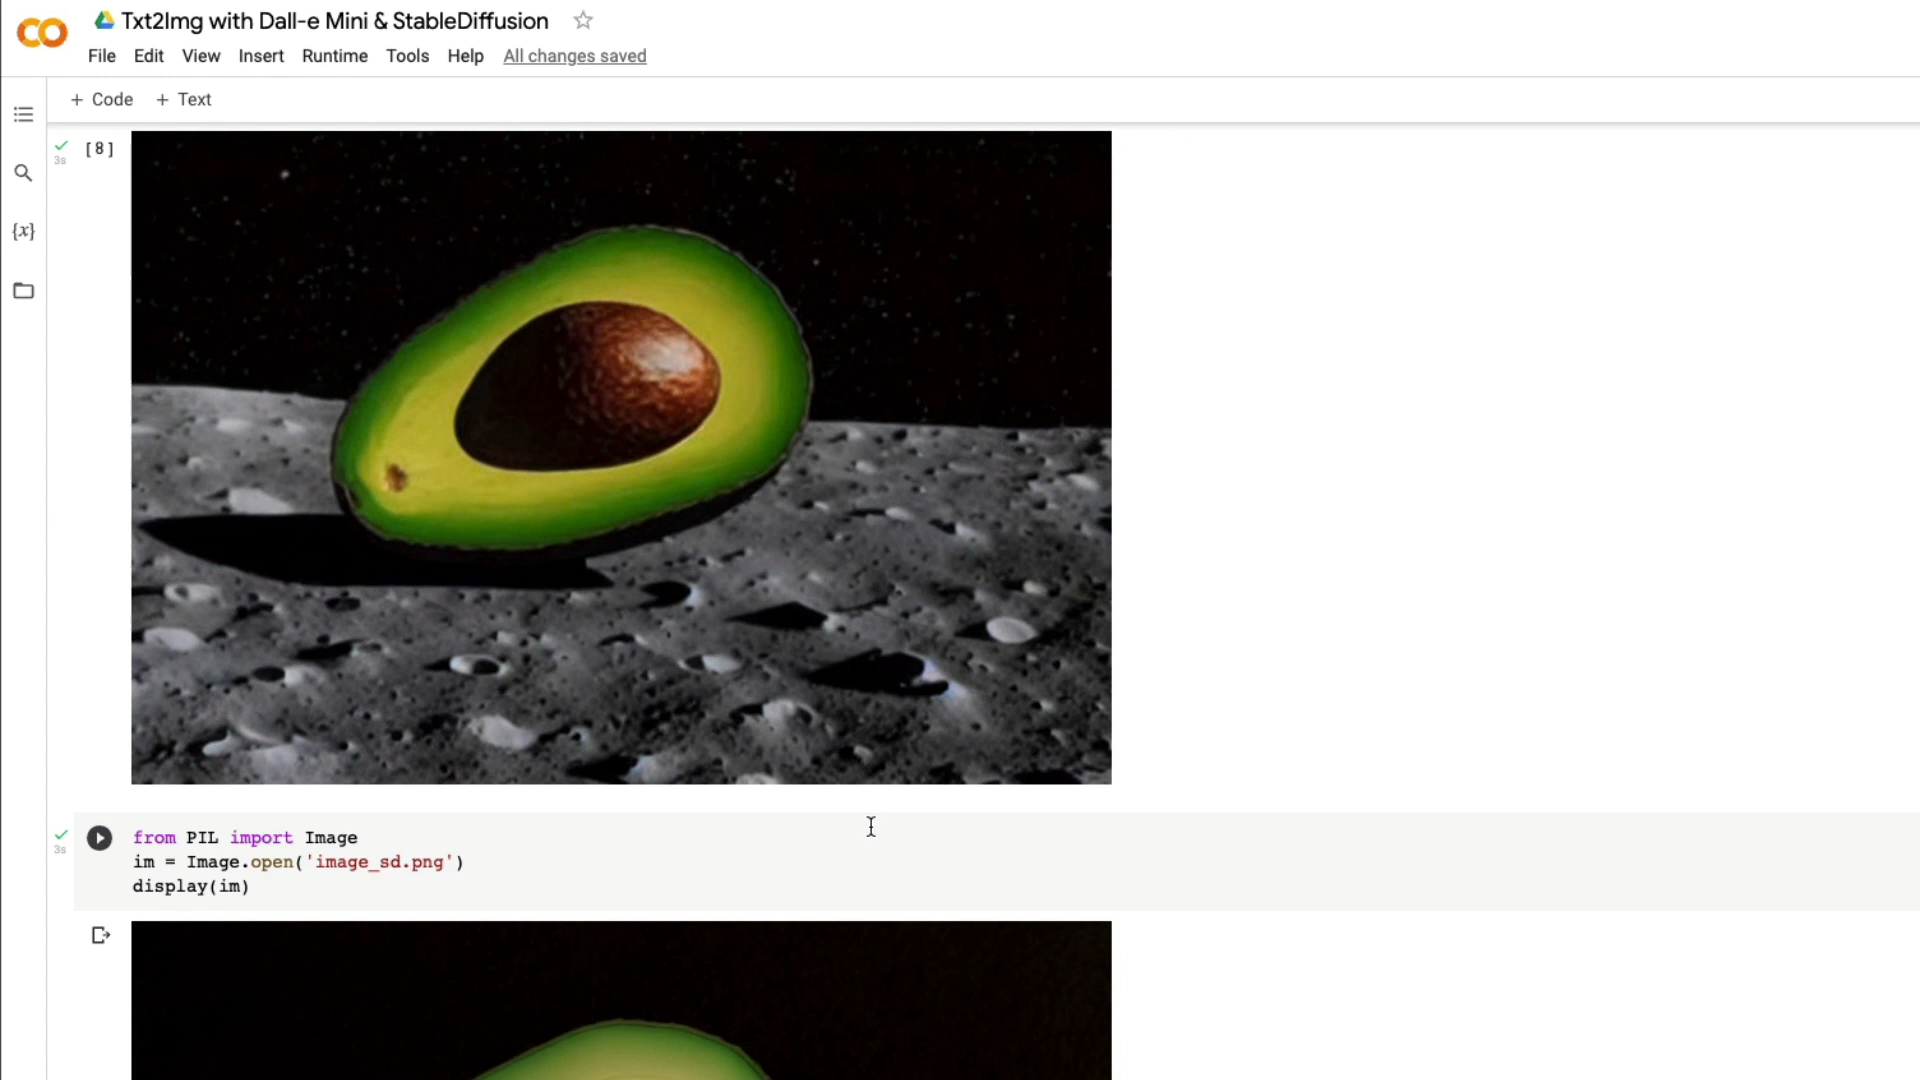 Txt2Img with Dall-e Mini & StableDiffusion
File Edit View Insert Runtime Tools Help All changes saved
+ Code + Text
[8]
3s
{x}
from PIL import Image
im = Image.open('image_sd.png')
display(im)
3s